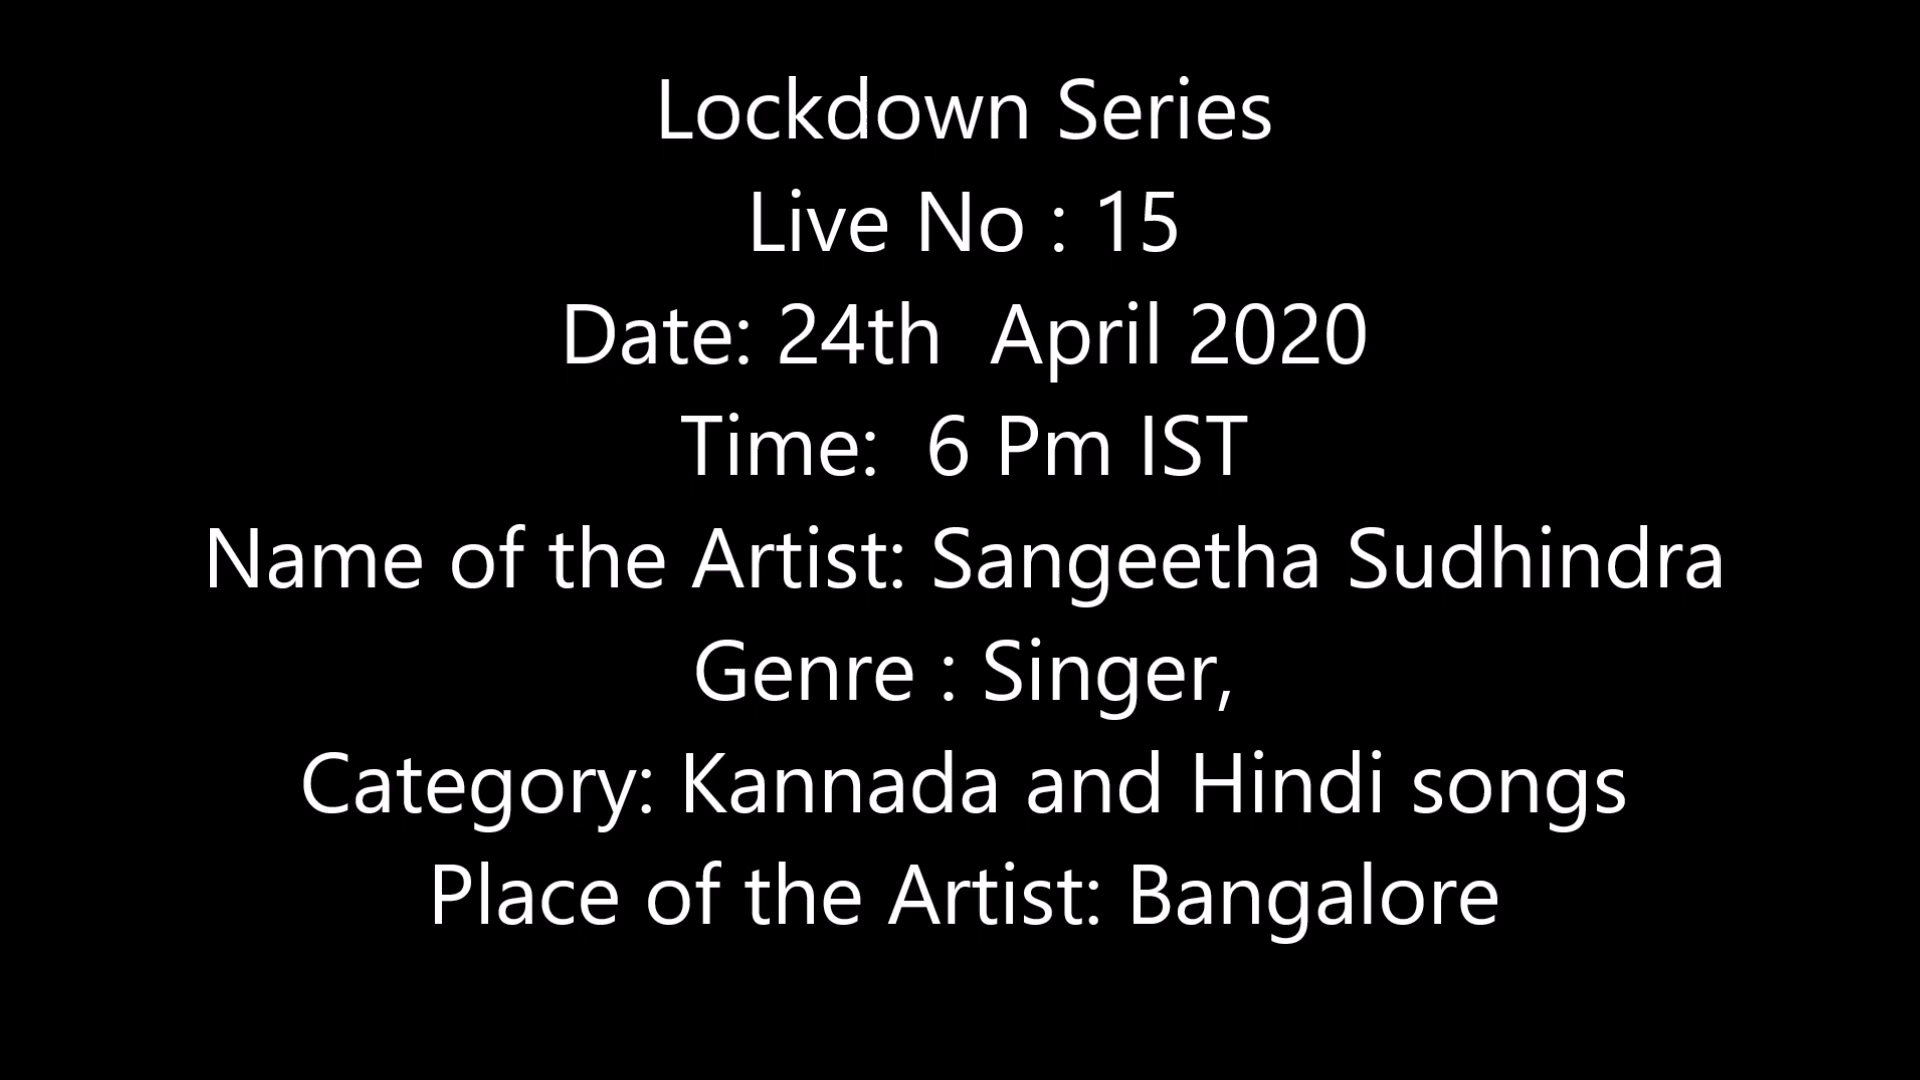 Lockdown Series
Live No : 15
Date: 24th  April 2020
Time:  6 Pm IST
Name of the Artist: Sangeetha Sudhindra
Genre : Singer,
Category: Kannada and Hindi songs
Place of the Artist: Bangalore